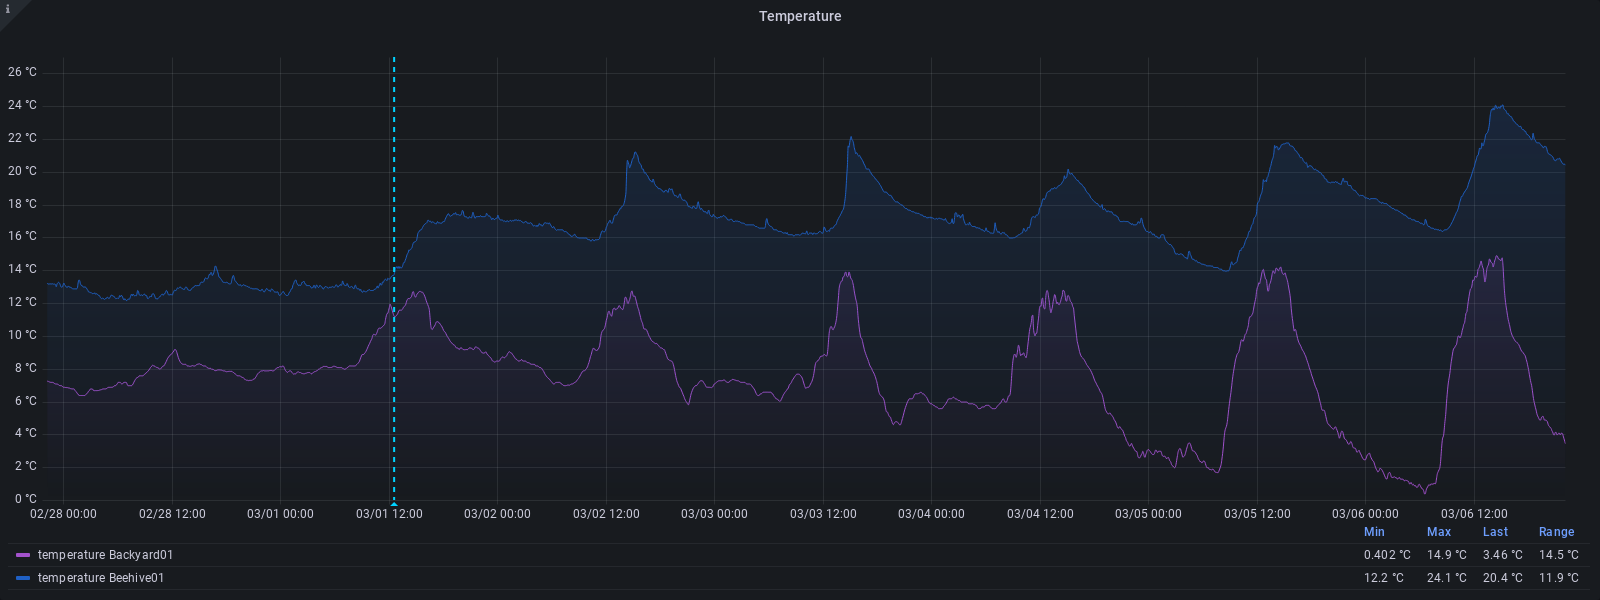 i
Temperature
26 °C
24 °C
22 °C
20 °C
18 °C
16 °C
14 °C
12 °C
10 °C
8 °C
6 °C
4 °C
2 °C
0 °C
02/28 00:00 02/28 12:00 03/01 00:00 03/01 12:00 03/02 00:00 03/02 12:00 03/03 00:00 03/03 12:00 03/04 00:00 03/04 12:00 03/05 00:00 03/05 12:00 03/06 00:00 03/06 12:00
Min Max Last Range
temperature Backyard01 0.402 °C 14.9 °C 3.46 °C 14.5 °C
temperature Beehive01 12.2 °C 24.1 °C 20.4 °C 11.9 °C